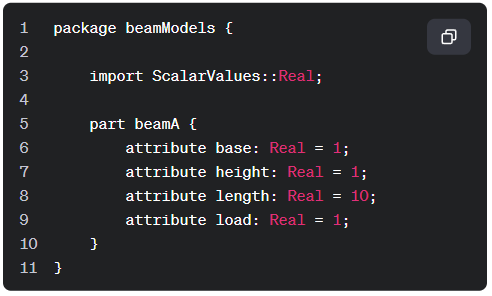 1 package beamModels {
2
3     import ScalarValues::Real;
4
5     part beamA {
6         attribute base: Real = 1;
7         attribute height: Real = 1;
8         attribute length: Real = 10;
9         attribute load: Real = 1;
10     }
11 }